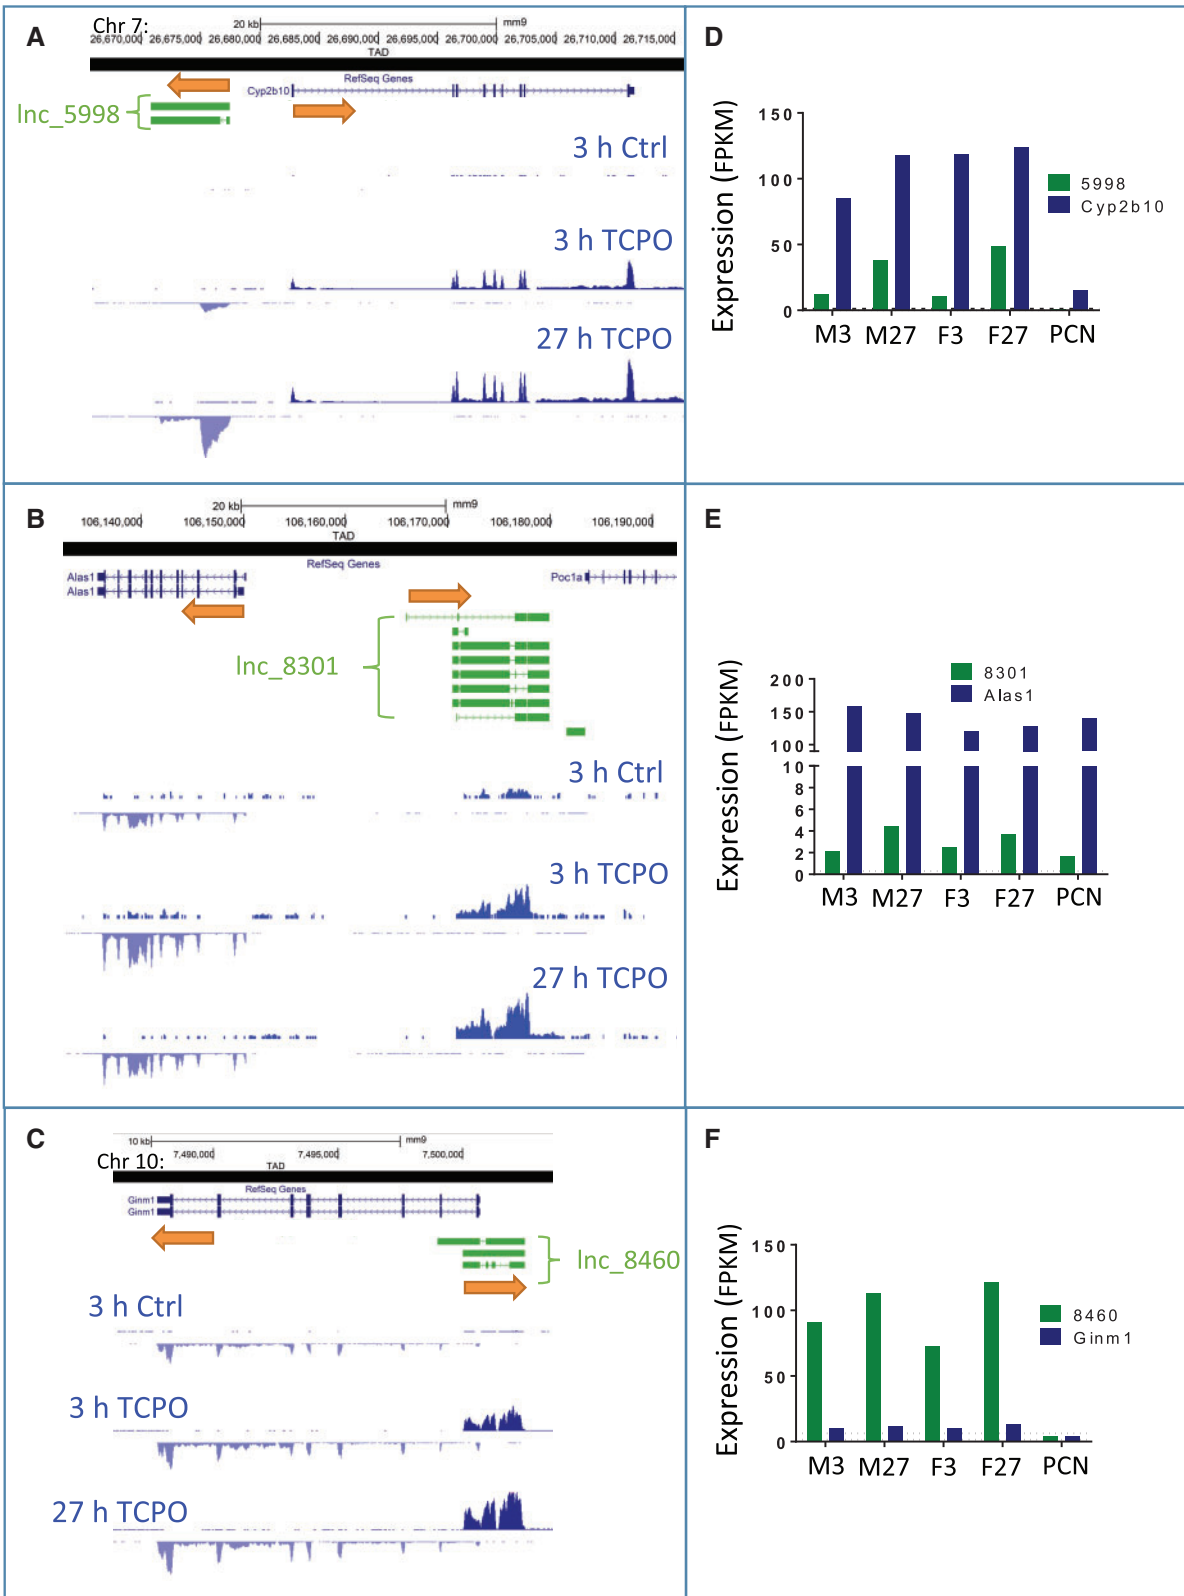 A
Chr 7:
20 kb
mm9
26,670,000 26,675,000 26,680,000 26,685,000 26,690,000 26,695,000 26,700,000 26,705,000 26,710,000 26,715,000
TAD
RefSeq Genes
Cyp2b10
lnc_5998
3 h Ctrl
3 h TCPO
27 h TCPO
D
Expression (FPKM)
150
100
50
0
5998
Cyp2b10
M3 M27 F3 F27 PCN
B
20 kb
mm9
106,140,000 106,150,000 106,160,000 106,170,000 106,180,000 106,190,000
TAD
RefSeq Genes
Alas1
Alas1
Poc1a
lnc_8301
3 h Ctrl
3 h TCPO
27 h TCPO
E
Expression (FPKM)
200
150
100
10
8
6
4
2
0
8301
Alas1
M3 M27 F3 F27 PCN
C
10 kb
mm9
Chr 10:
7,490,000 7,495,000 7,500,000
TAD
RefSeq Genes
Ginm1
Ginm1
lnc_8460
3 h Ctrl
3 h TCPO
27 h TCPO
F
Expression (FPKM)
150
100
50
0
8460
Ginm1
M3 M27 F3 F27 PCN